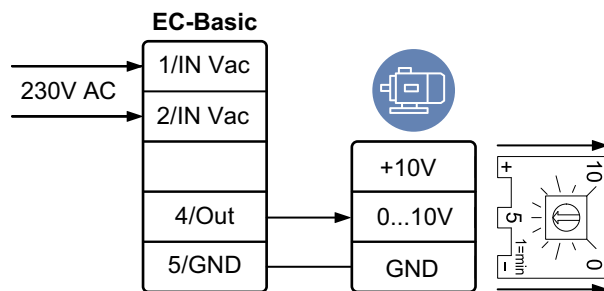 EC-Basic
1/IN Vac
230V AC
2/IN Vac
4/Out
5/GND
+10V
0...10V
GND
+ 10
5
1=min
- 0